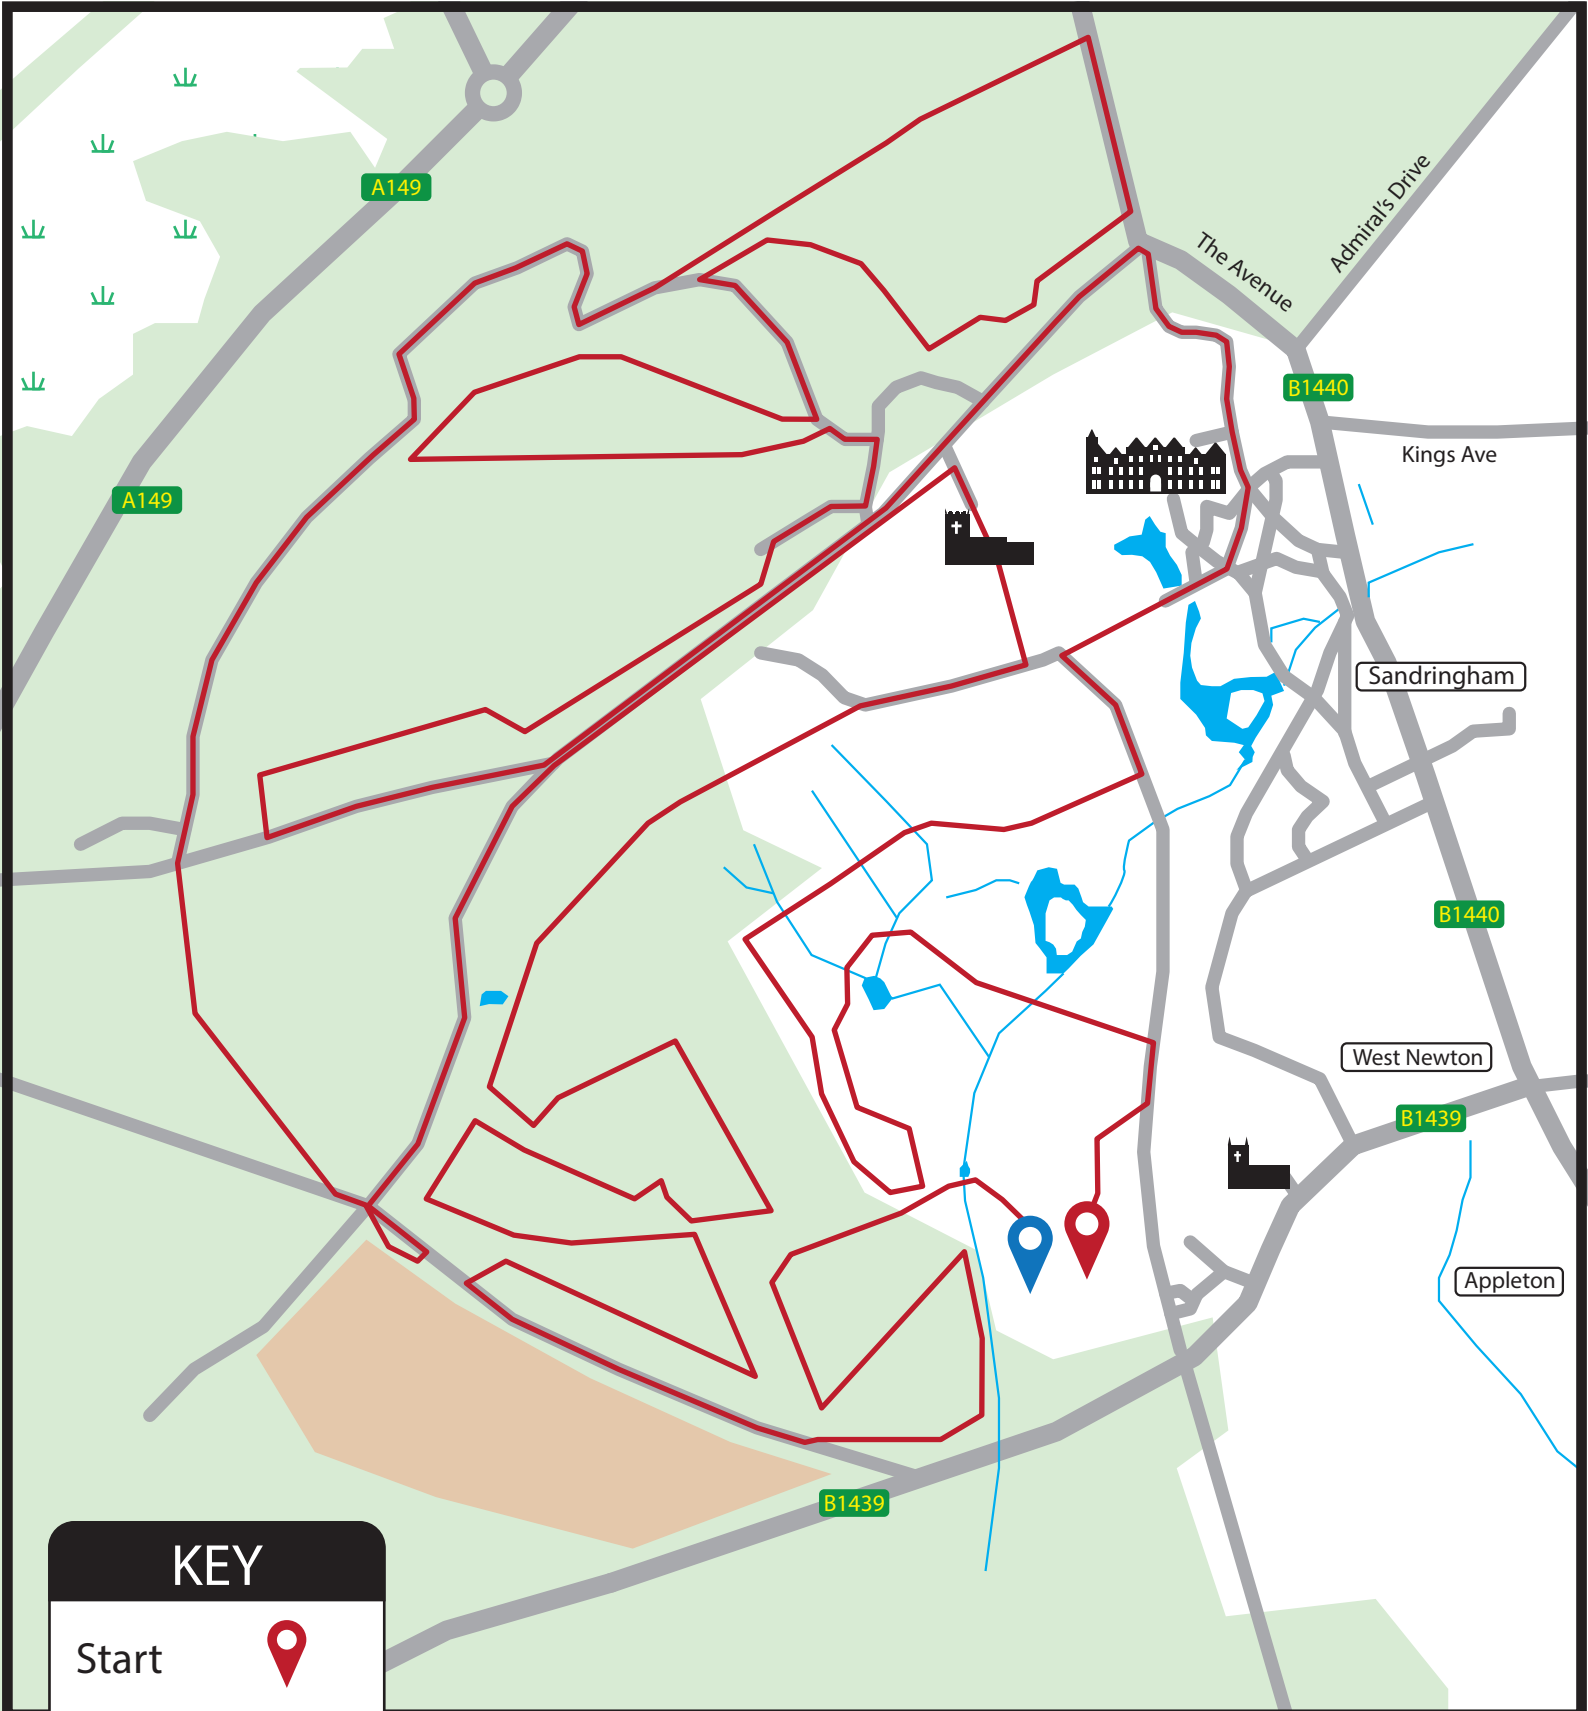 A149
The Avenue
Admiral's Drive
B1440
Kings Ave
A149
Sandringham
B1440
West Newton
B1439
Appleton
B1439
KEY
Start